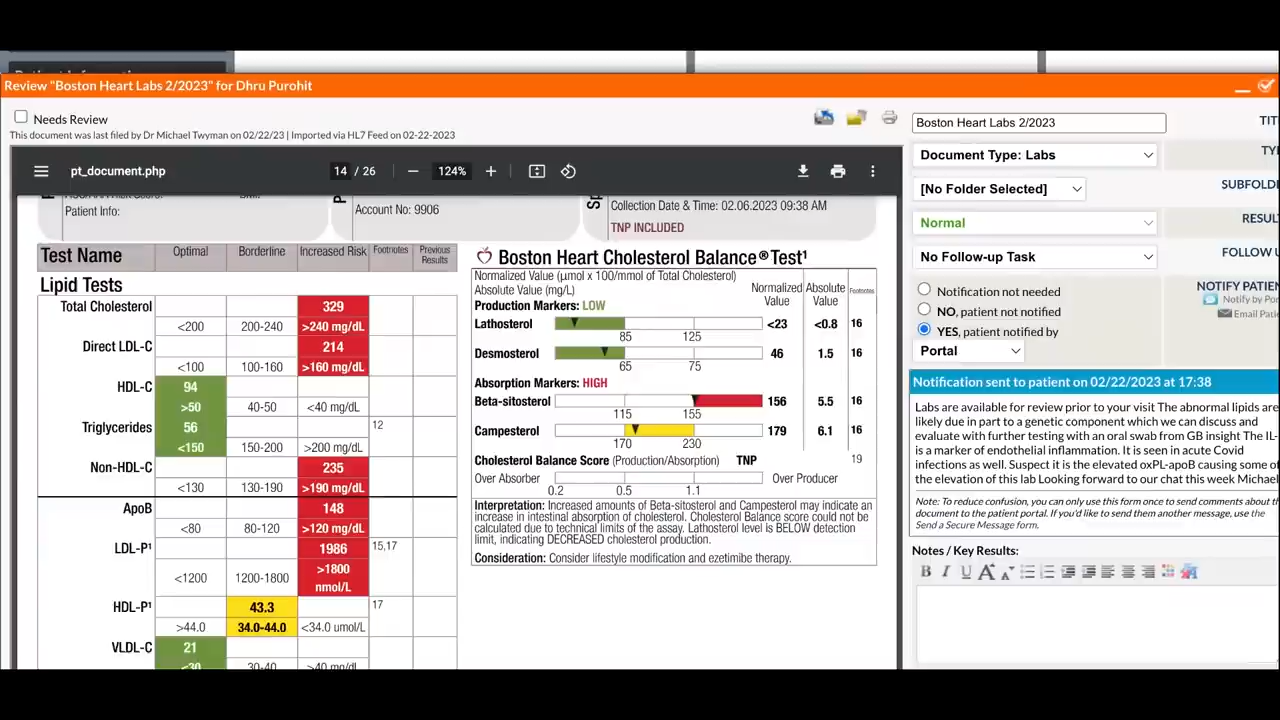 Review "Boston Heart Labs 2/2023" for Dhru Purohit
Needs Review
This document was last filed by Dr Michael Twyman on 02/22/23 | Imported via HL7 Feed on 02-22-2023
pt_document.php
14 / 26
124%
Patient Info:
Account No: 9906
Collection Date & Time: 02.06.2023 09:38 AM
TNP INCLUDED
Test Name Optimal Borderline Increased Risk Footnotes Previous Results
Lipid Tests
Total Cholesterol 329
<200 200-240 >240 mg/dL
Direct LDL-C 214
<100 100-160 >160 mg/dL
HDL-C 94
>50 40-50 <40 mg/dL
Triglycerides 56 12
<150 150-200 >200 mg/dL
Non-HDL-C 235
<130 130-190 >190 mg/dL
ApoB 148
<80 80-120 >120 mg/dL
LDL-P¹ 1986 15,17
<1200 1200-1800 >1800 nmol/L
HDL-P¹ 43.3 17
>44.0 34.0-44.0 <34.0 umol/L
VLDL-C 21
<30 30-40 >40 mg/dL
Boston Heart Cholesterol Balance®Test¹
Normalized Value (µmol x 100/mmol of Total Cholesterol)
Absolute Value (mg/L)
Normalized Value Absolute Value Footnotes
Production Markers: LOW
Lathosterol <23 <0.8 16
85 125
Desmosterol 46 1.5 16
65 75
Absorption Markers: HIGH
Beta-sitosterol 156 5.5 16
115 155
Campesterol 179 6.1 16
170 230
Cholesterol Balance Score (Production/Absorption) TNP 19
Over Absorber Over Producer
0.2 0.5 1.1
Interpretation: Increased amounts of Beta-sitosterol and Campesterol may indicate an
increase in intestinal absorption of cholesterol. Cholesterol Balance score could not be
calculated due to technical limits of the assay. Lathosterol level is BELOW detection
limit, indicating DECREASED cholesterol production.
Consideration: Consider lifestyle modification and ezetimibe therapy.
Boston Heart Labs 2/2023
Document Type: Labs
[No Folder Selected]
SUBFOLD
Normal
RESUL
No Follow-up Task
FOLLOW U
Notification not needed
NOTIFY PATIEN
NO, patient not notified
Notify by Po
YES, patient notified by
Email Patie
Portal
Notification sent to patient on 02/22/2023 at 17:38
Labs are available for review prior to your visit The abnormal lipids are
likely due in part to a genetic component which we can discuss and
evaluate with further testing with an oral swab from GB insight The IL-
is a marker of endothelial inflammation. It is seen in acute Covid
infections as well. Suspect it is the elevated oxPL-apoB causing some of
the elevation of this lab Looking forward to our chat this week Michael
Note: To reduce confusion, you can only use this form once to send comments about th
document to the patient portal. If you'd like to send them another message, use the
Send a Secure Message form.
Notes / Key Results:
B I U A A